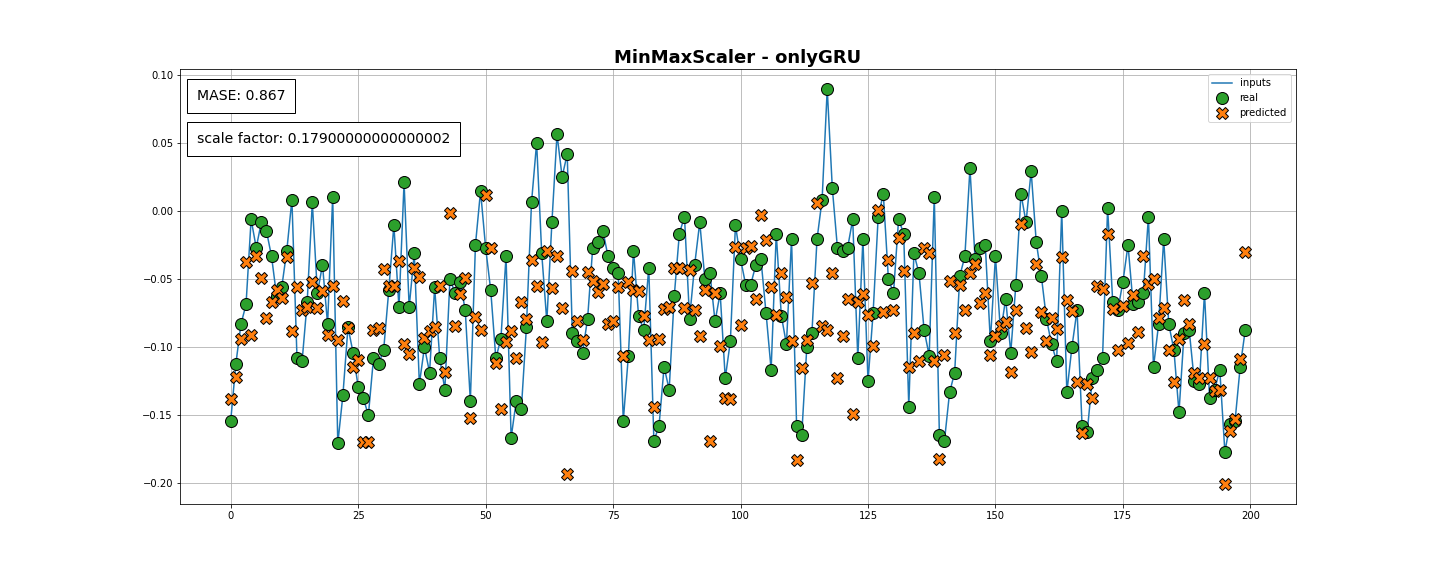 MinMaxScaler - onlyGRU
MASE: 0.867
scale factor: 0.17900000000000002
inputs
real
predicted
0.10
0.05
0.00
−0.05
−0.10
−0.15
−0.20
0 25 50 75 100 125 150 175 200